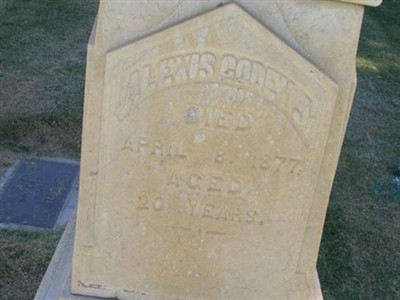 ALEXIS GODEY
DIED
APRIL 8. 1877.
AGED
20 YEARS.